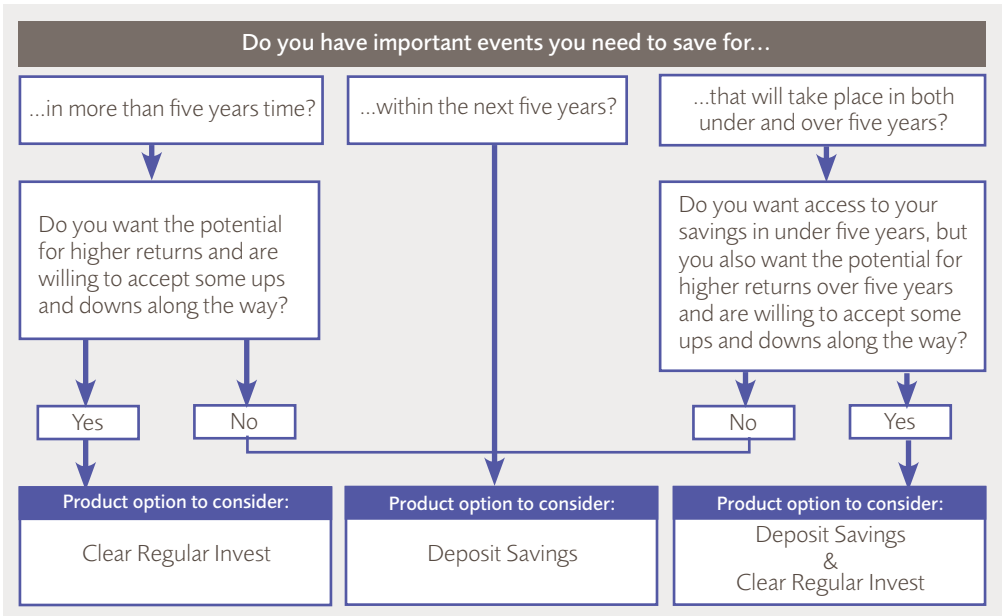 Do you have important events you need to save for...
...in more than five years time?
...within the next five years?
...that will take place in both
under and over five years?
Do you want the potential
for higher returns and are
willing to accept some ups
and downs along the way?
Do you want access to your
savings in under five years, but
you also want the potential for
higher returns over five years
and are willing to accept some
ups and downs along the way?
Yes
No
No
Yes
Product option to consider:
Clear Regular Invest
Product option to consider:
Deposit Savings
Product option to consider:
Deposit Savings
&
Clear Regular Invest